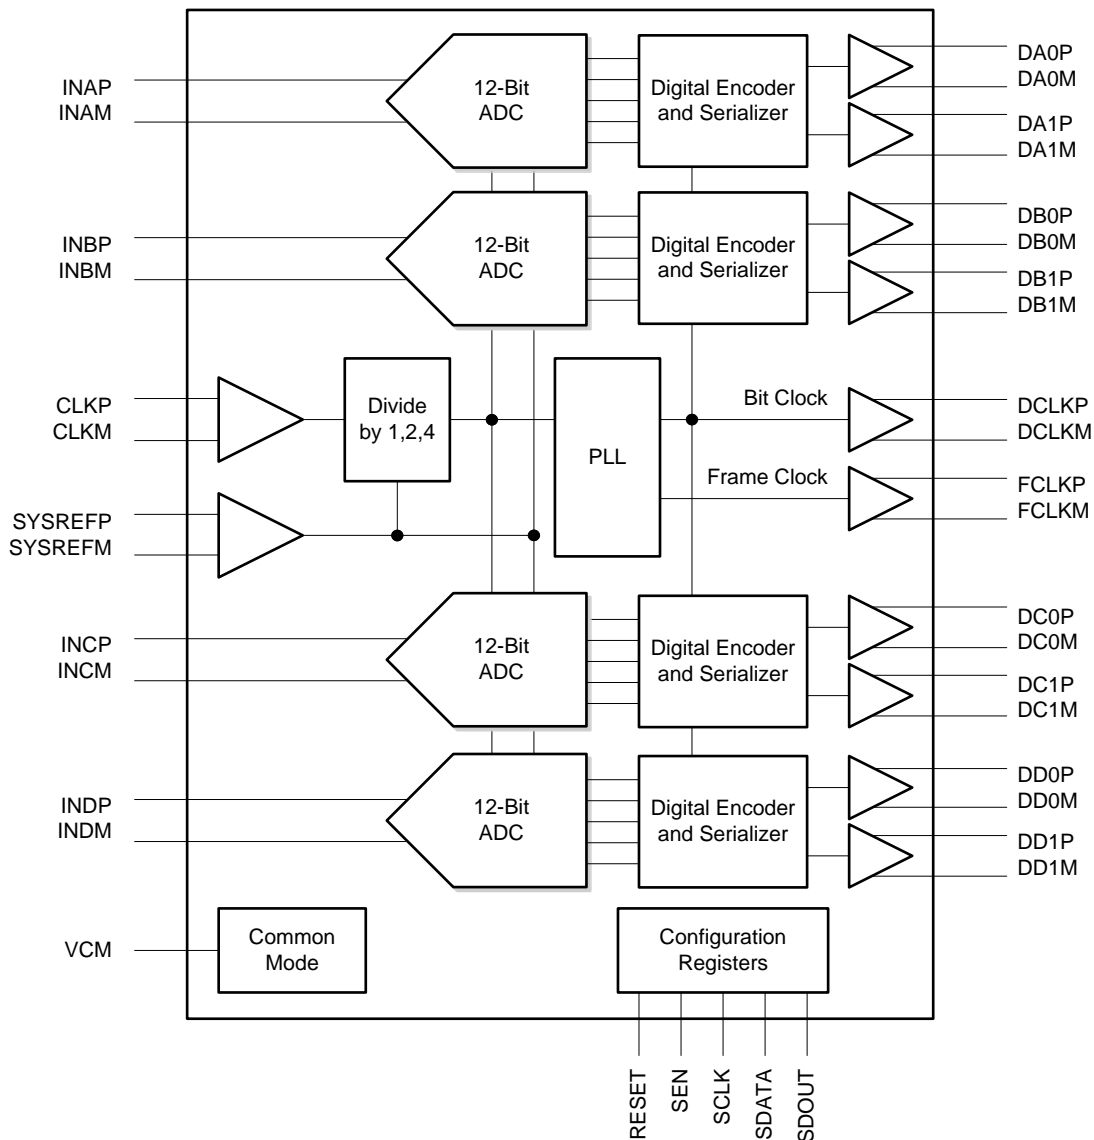 INAP
INAM
12-Bit
ADC
Digital Encoder
and Serializer
DA0P
DA0M
DA1P
DA1M
INBP
INBM
12-Bit
ADC
Digital Encoder
and Serializer
DB0P
DB0M
DB1P
DB1M
CLKP
CLKM
Divide
by 1,2,4
PLL
Bit Clock
DCLKP
DCLKM
Frame Clock
FCLKP
FCLKM
SYSREFP
SYSREFM
INCP
INCM
12-Bit
ADC
Digital Encoder
and Serializer
DC0P
DC0M
DC1P
DC1M
INDP
INDM
12-Bit
ADC
Digital Encoder
and Serializer
DD0P
DD0M
DD1P
DD1M
VCM
Common
Mode
Configuration
Registers
RESET
SEN
SCLK
SDATA
SDOUT